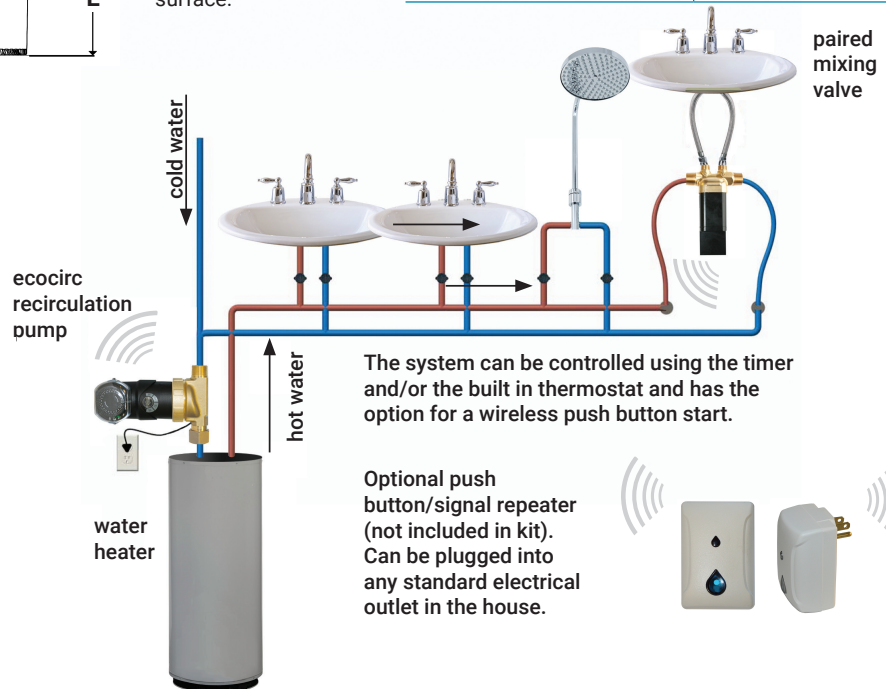 E
surface.
paired
mixing
valve
cold water
ecocirc
recirculation
pump
hot water
The system can be controlled using the timer
and/or the built in thermostat and has the
option for a wireless push button start.
water
heater
Optional push
button/signal repeater
(not included in kit).
Can be plugged into
any standard electrical
outlet in the house.